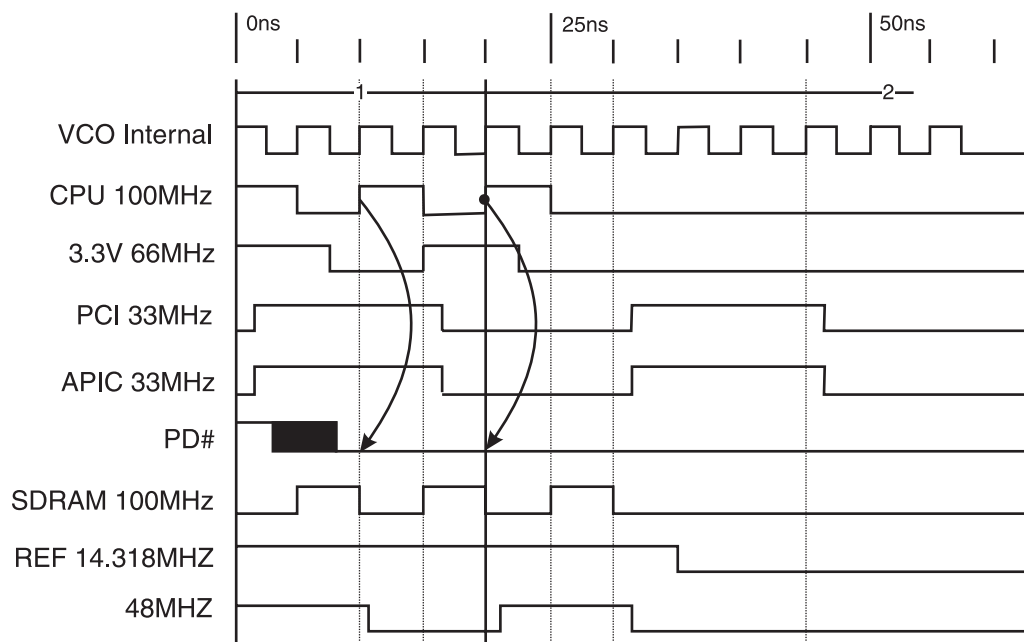 0ns 25ns 50ns
1 2
VCO Internal
CPU 100MHz
3.3V 66MHz
PCI 33MHz
APIC 33MHz
PD#
SDRAM 100MHz
REF 14.318MHZ
48MHZ